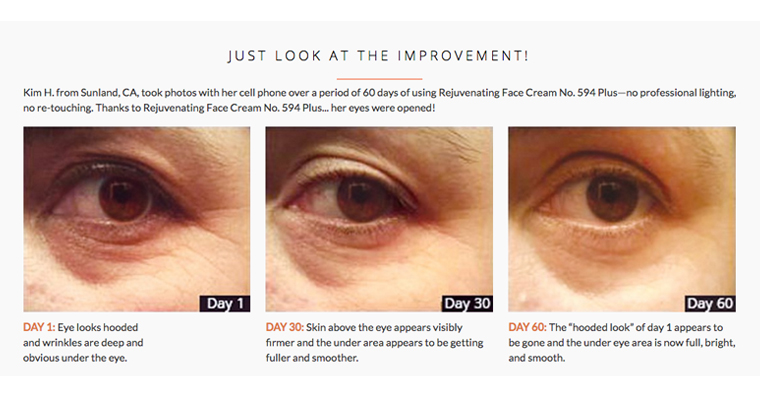 JUST LOOK AT THE IMPROVEMENT!
Kim H. from Sunland, CA, took photos with her cell phone over a period of 60 days of using Rejuvenating Face Cream No. 594 Plus—no professional lighting,
no re-touching. Thanks to Rejuvenating Face Cream No. 594 Plus... her eyes were opened!
Day 1
Day 30
Day 60
DAY 1: Eye looks hooded
and wrinkles are deep and
obvious under the eye.
DAY 30: Skin above the eye appears visibly
firmer and the under area appears to be getting
fuller and smoother.
DAY 60: The “hooded look” of day 1 appears to
be gone and the under eye area is now full, bright,
and smooth.